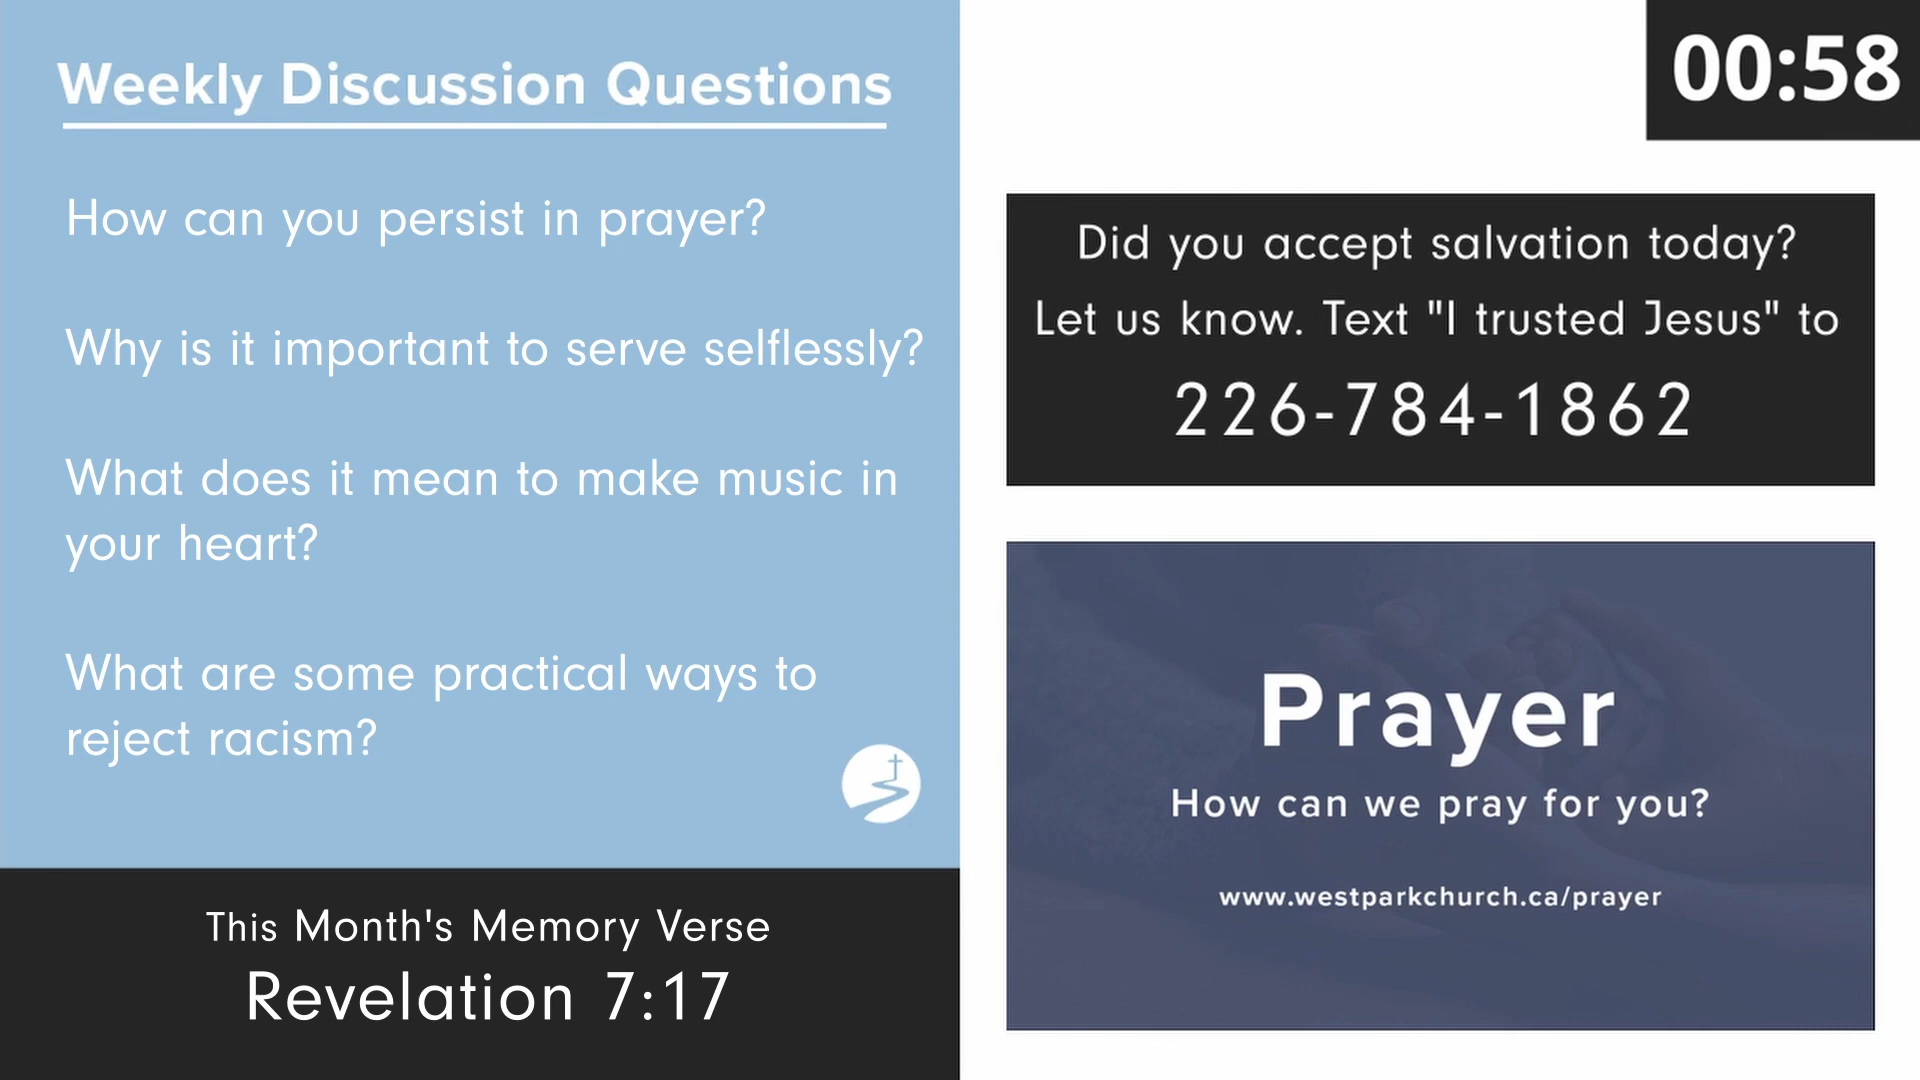 Weekly Discussion Questions
How can you persist in prayer?
Why is it important to serve selflessly?
What does it mean to make music in
your heart?
What are some practical ways to
reject racism?
This Month's Memory Verse
Revelation 7:17
00:58
Did you accept salvation today?
Let us know. Text "I trusted Jesus" to
226-784-1862
Prayer
How can we pray for you?
www.westparkchurch.ca/prayer